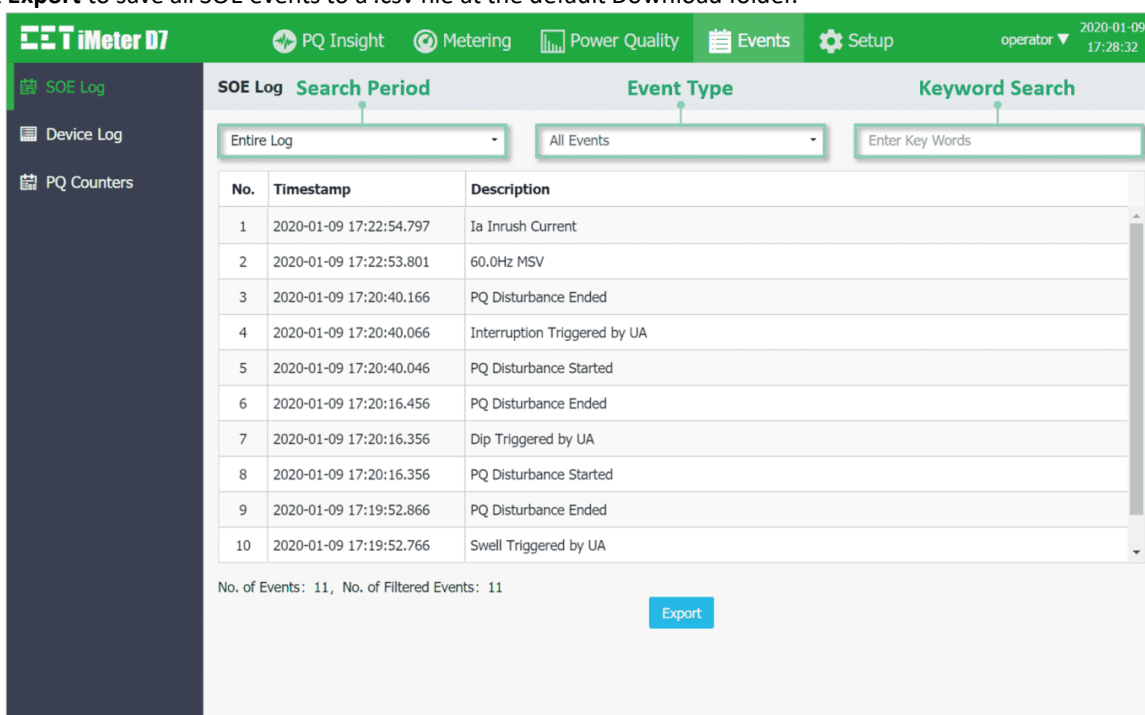 Export to save all SOE events to a .csv file at the default Download folder.
CET iMeter D7
PQ Insight
Metering
Power Quality
Events
Setup
operator ▼
2020-01-09
17:28:32
SOE Log
Device Log
PQ Counters
SOE Log
Search Period
Event Type
Keyword Search
Entire Log
All Events
Enter Key Words
No. Timestamp Description
1 2020-01-09 17:22:54.797 Ia Inrush Current
2 2020-01-09 17:22:53.801 60.0Hz MSV
3 2020-01-09 17:20:40.166 PQ Disturbance Ended
4 2020-01-09 17:20:40.066 Interruption Triggered by UA
5 2020-01-09 17:20:40.046 PQ Disturbance Started
6 2020-01-09 17:20:16.456 PQ Disturbance Ended
7 2020-01-09 17:20:16.356 Dip Triggered by UA
8 2020-01-09 17:20:16.356 PQ Disturbance Started
9 2020-01-09 17:19:52.866 PQ Disturbance Ended
10 2020-01-09 17:19:52.766 Swell Triggered by UA
No. of Events: 11, No. of Filtered Events: 11
Export